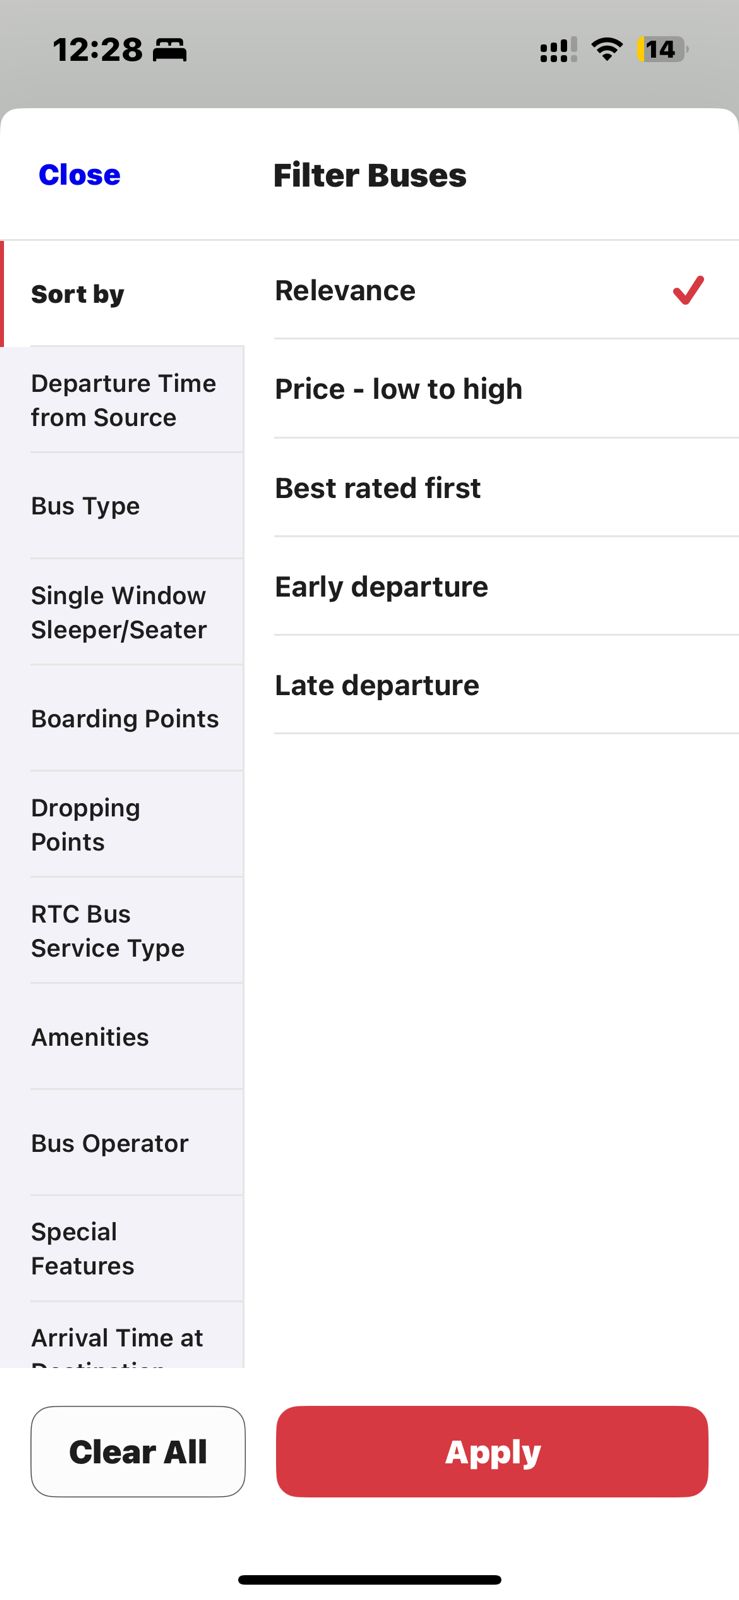 12:28
14
Close
Filter Buses
Sort by
Departure Time
from Source
Bus Type
Single Window
Sleeper/Seater
Boarding Points
Dropping
Points
RTC Bus
Service Type
Amenities
Bus Operator
Special
Features
Arrival Time at
Relevance
Price - low to high
Best rated first
Early departure
Late departure
Clear All
Apply